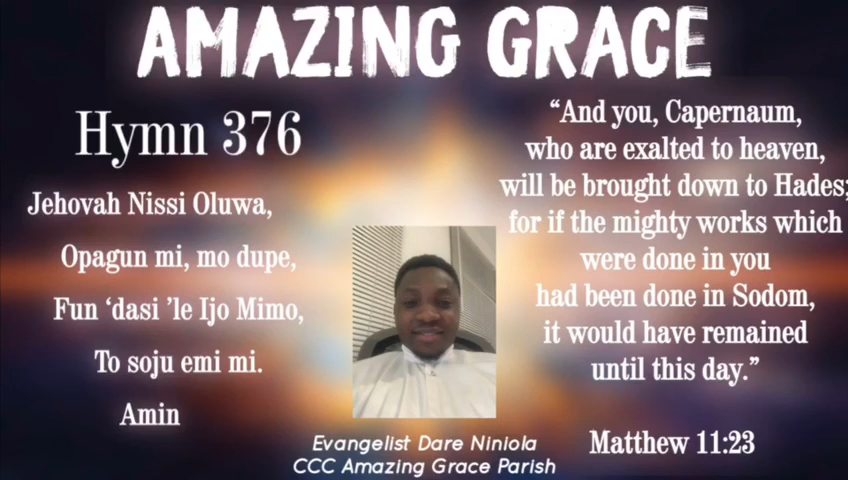 AMAZING GRACE
Hymn 376
Jehovah Nissi Oluwa,
Opagun mi, mo dupe,
Fun ‘dasi ’le Ijo Mimo,
To soju emi mi.
Amin
“And you, Capernaum,
who are exalted to heaven,
will be brought down to Hades;
for if the mighty works which
were done in you
had been done in Sodom,
it would have remained
until this day.”
Matthew 11:23
Evangelist Dare Niniola
CCC Amazing Grace Parish